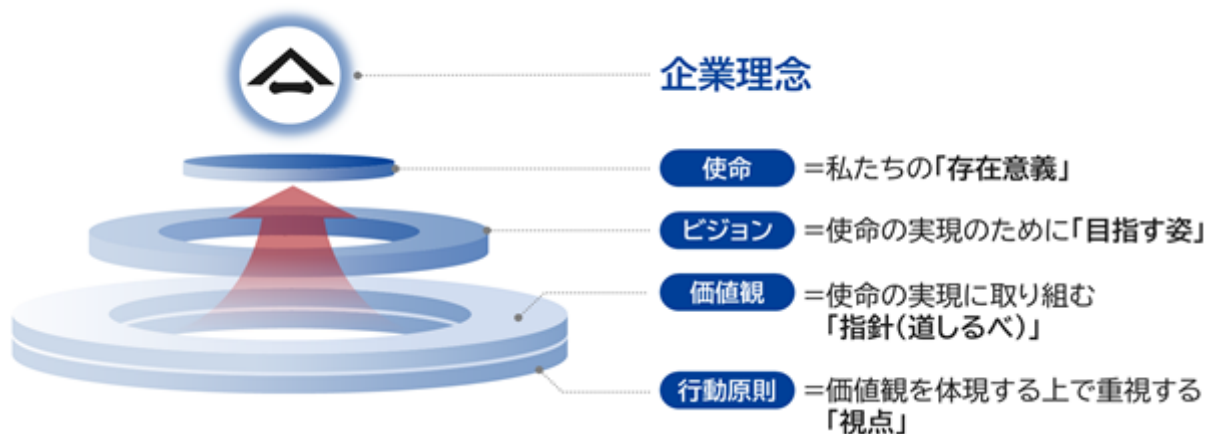 企業理念
使命 =私たちの「存在意義」
ビジョン =使命の実現のために「目指す姿」
価値観 =使命の実現に取り組む
「指針(道しるべ)」
行動原則 =価値観を体現する上で重視する
「視点」